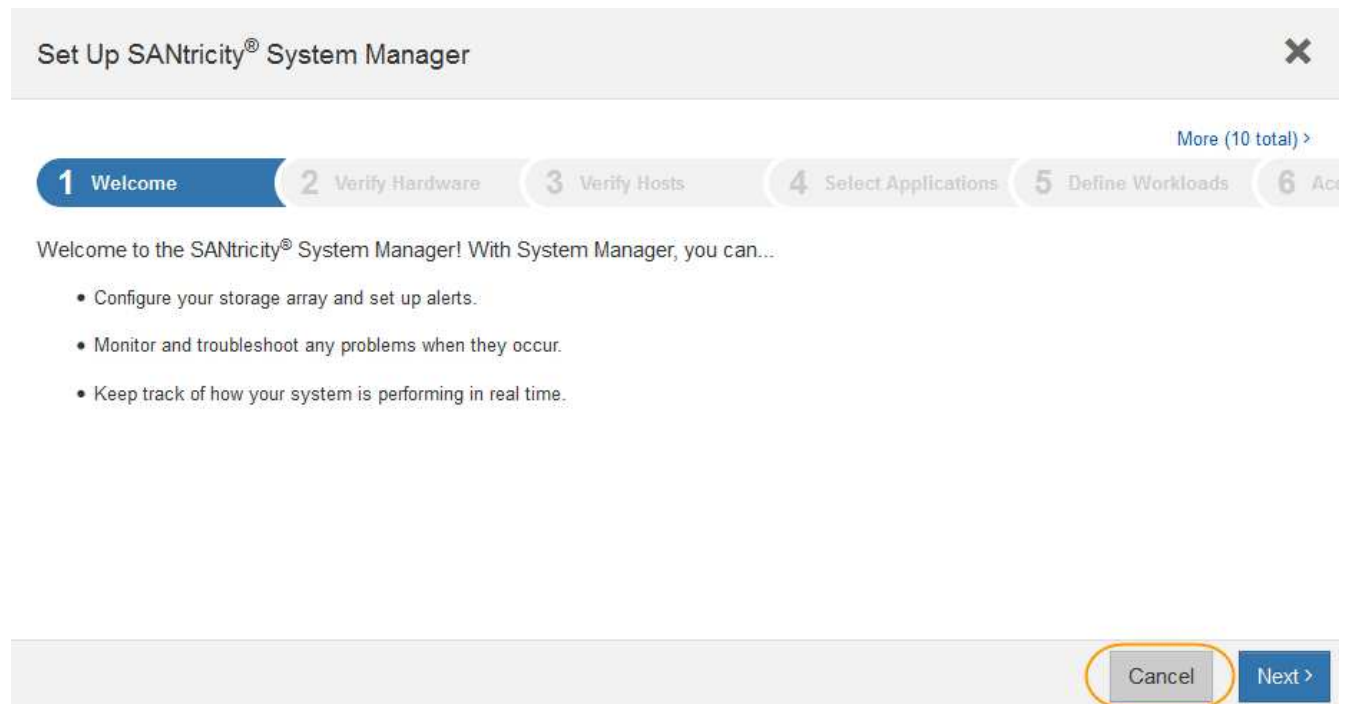 Set Up SANtricity® System Manager
More (10 total) >
1 Welcome
2 Verify Hardware
3 Verify Hosts
4 Select Applications
5 Define Workloads
6
Welcome to the SANtricity® System Manager! With System Manager, you can...
• Configure your storage array and set up alerts.
• Monitor and troubleshoot any problems when they occur.
• Keep track of how your system is performing in real time.
Cancel
Next >